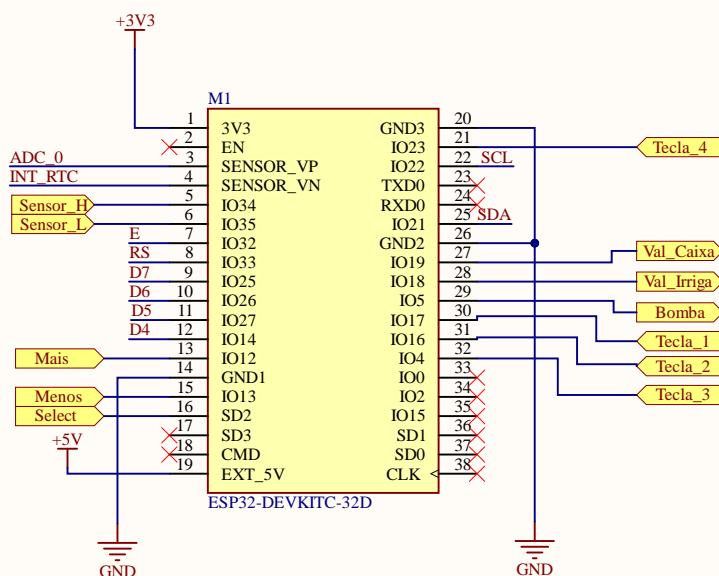 +3V3
M1
1 3V3 GND3 20
2 EN IO23 21 Tecla_4
ADC_0 3 SENSOR_VP IO22 22 SCL
INT_RTC 4 SENSOR_VN TXD0 23
Sensor_H 5 IO34 RXD0 24
Sensor_L 6 IO35 IO21 25 SDA
E 7 IO32 GND2 26
RS 8 IO33 IO19 27 Val_Caixa
D7 9 IO25 IO18 28 Val_Irriga
D6 10 IO26 IO5 29 Bomba
D5 11 IO27 IO17 30 Tecla_1
D4 12 IO14 IO16 31 Tecla_2
Mais 13 IO12 IO4 32 Tecla_3
14 GND1 IO0 33
Menos 15 IO13 IO2 34
Select 16 SD2 IO15 35
17 SD3 SD1 36
+5V 18 CMD SD0 37
19 EXT_5V CLK 38
ESP32-DEVKITC-32D
GND GND